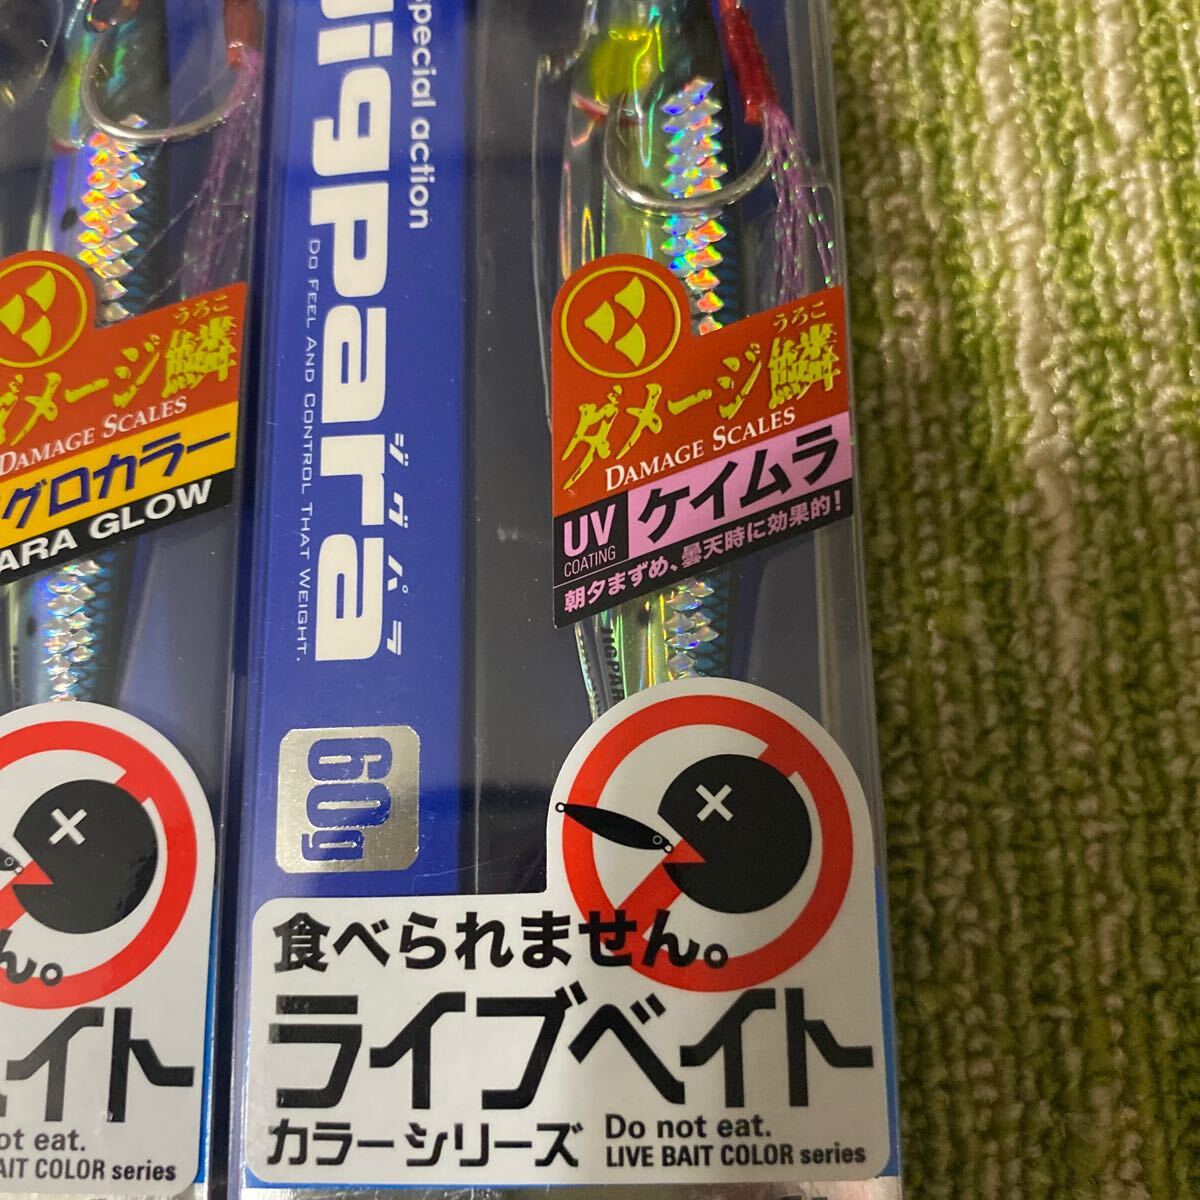 うろこ
ダメージ鱗
DAMAGE SCALES
グロカラー
ARA GLOW
ん。
イト
ot eat.
AIT COLOR series
special action
Jigpara
ジグパラ
DO FEEL AND CONTROL THAT WEIGHT.
60g
うろこ
ダメージ鱗
DAMAGE SCALES
UV
COATING
ケイムラ
朝夕まずめ、曇天時に効果的!
JIGPARA
食べられません。
ライブベイト
カラーシリーズ
Do not eat.
LIVE BAIT COLOR series